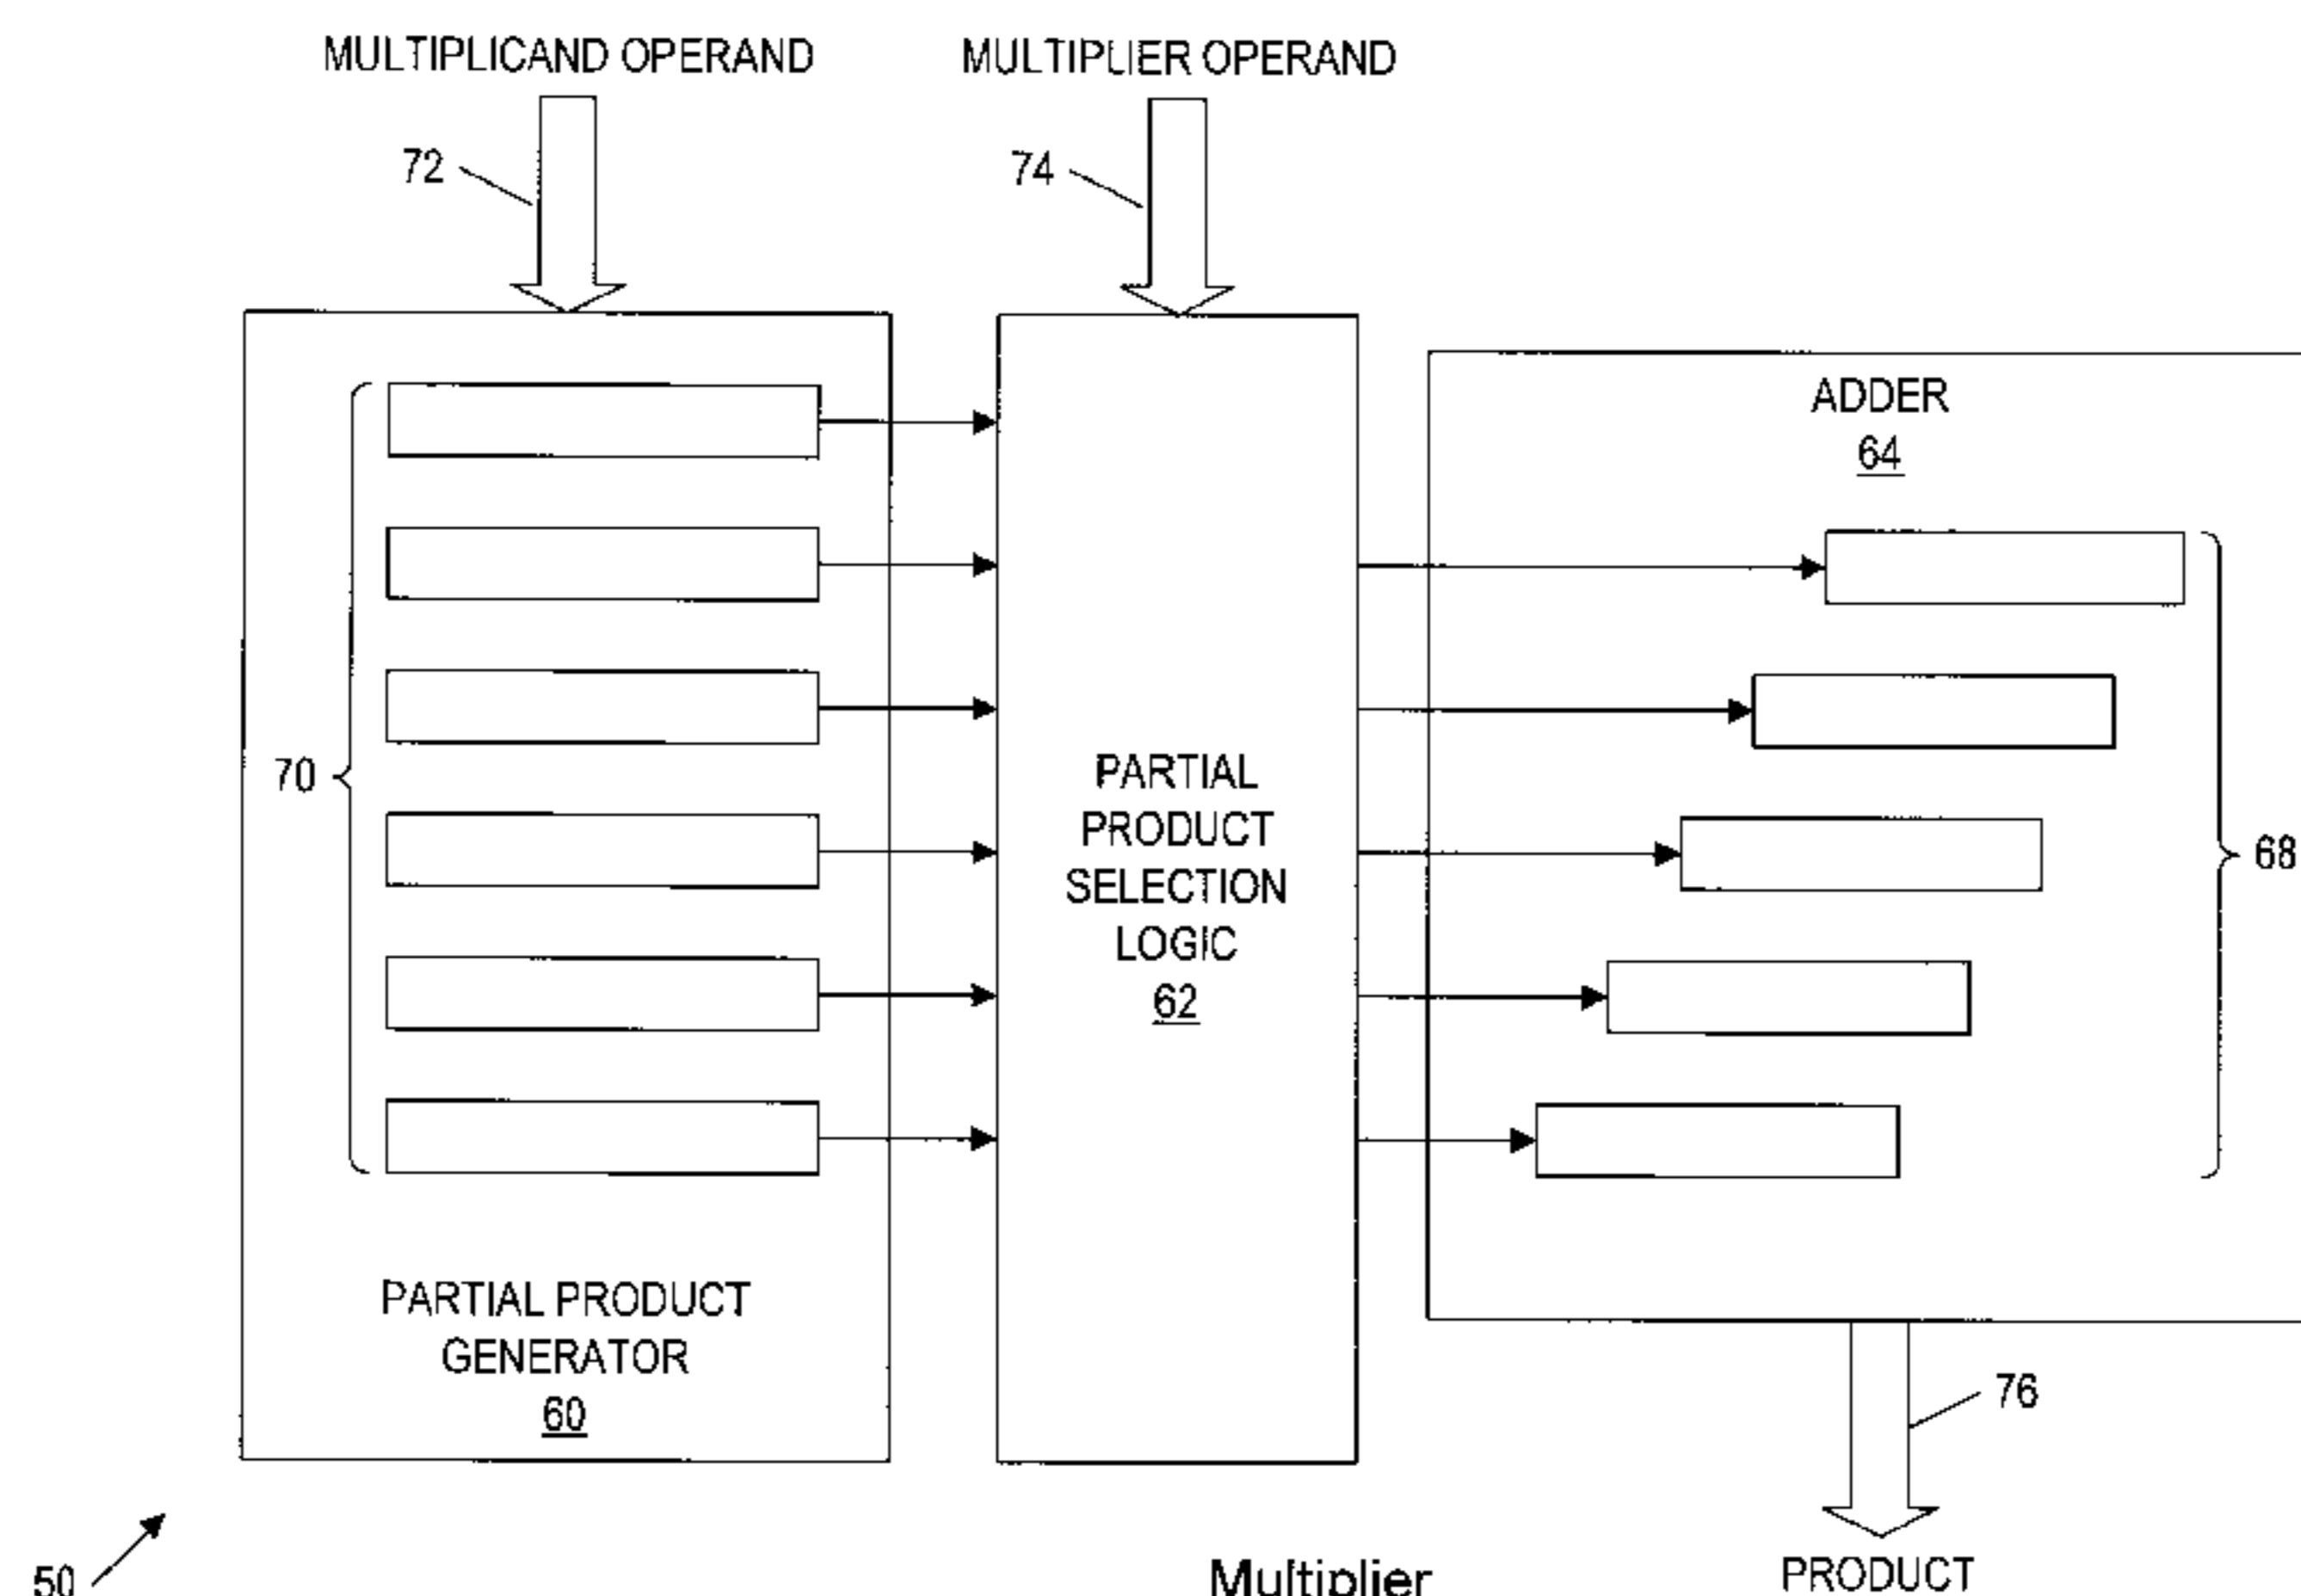 MULTIPLICAND OPERAND
MULTIPLIER OPERAND
72
74
ADDER
64
70
PARTIAL
PRODUCT
SELECTION
LOGIC
62
68
PARTIAL PRODUCT
GENERATOR
60
76
50
Multiplier
PRODUCT